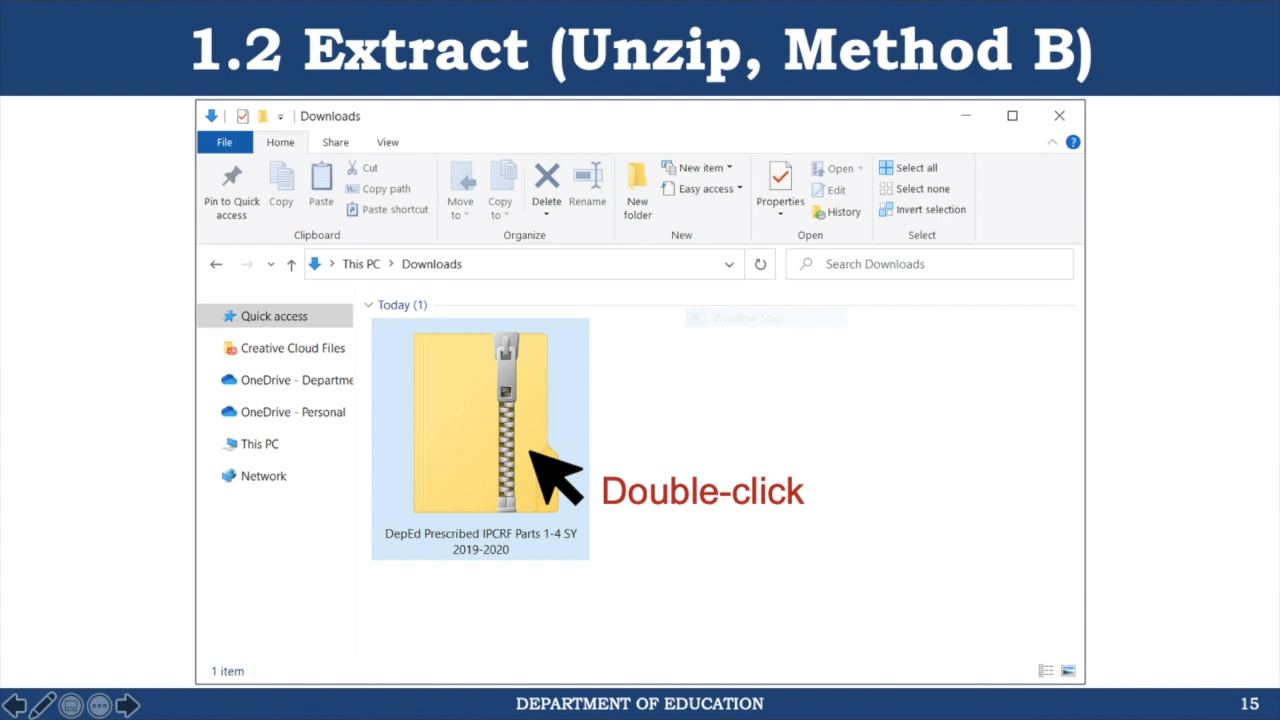 1.2 Extract (Unzip, Method B)
Downloads
File Home Share View
Pin to Quick access
Copy
Paste
Cut
Copy path
Paste shortcut
Clipboard
Move to
Copy to
Delete
Rename
Organize
New folder
New item
Easy access
New
Properties
Open
Edit
History
Open
Select all
Select none
Invert selection
Select
This PC > Downloads
Search Downloads
Quick access
Creative Cloud Files
OneDrive - Departme
OneDrive - Personal
This PC
Network
Today (1)
Window Snip
Double-click
DepEd Prescribed IPCRF Parts 1-4 SY
2019-2020
1 item
DEPARTMENT OF EDUCATION 15